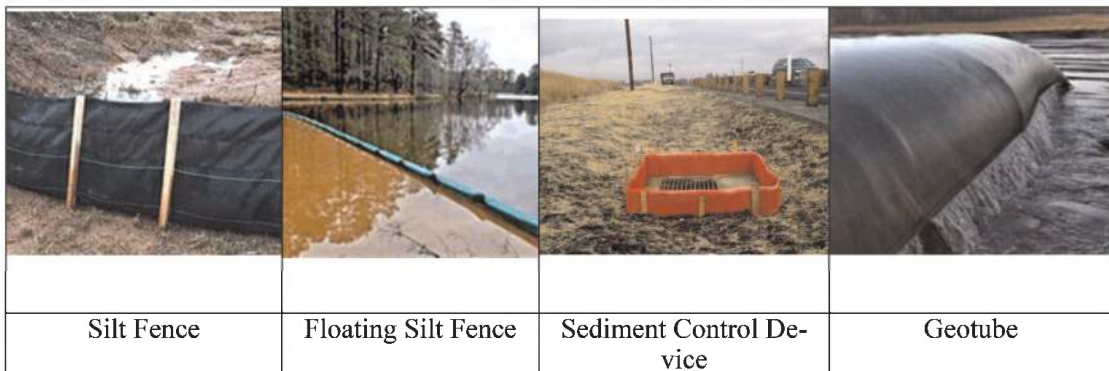 Silt Fence
Floating Silt Fence
Sediment Control De-
vice
Geotube